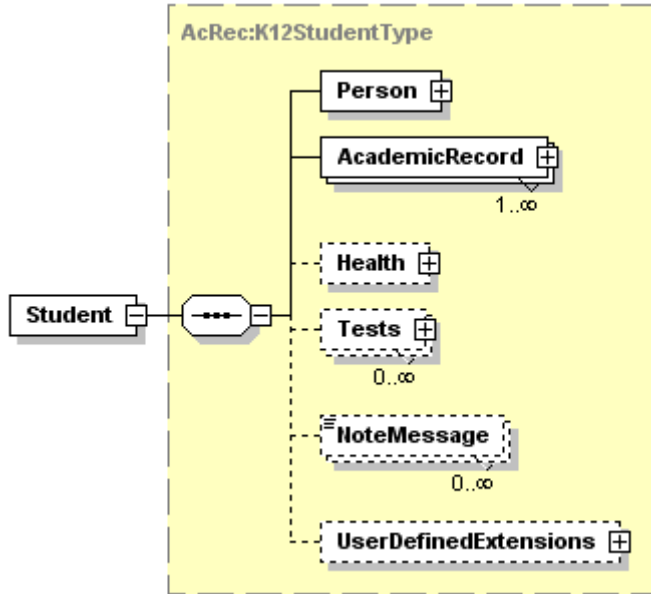 AcRec:K12StudentType
Person
AcademicRecord
1..∞
Health
Student
Tests
0..∞
NoteMessage
0..∞
UserDefinedExtensions